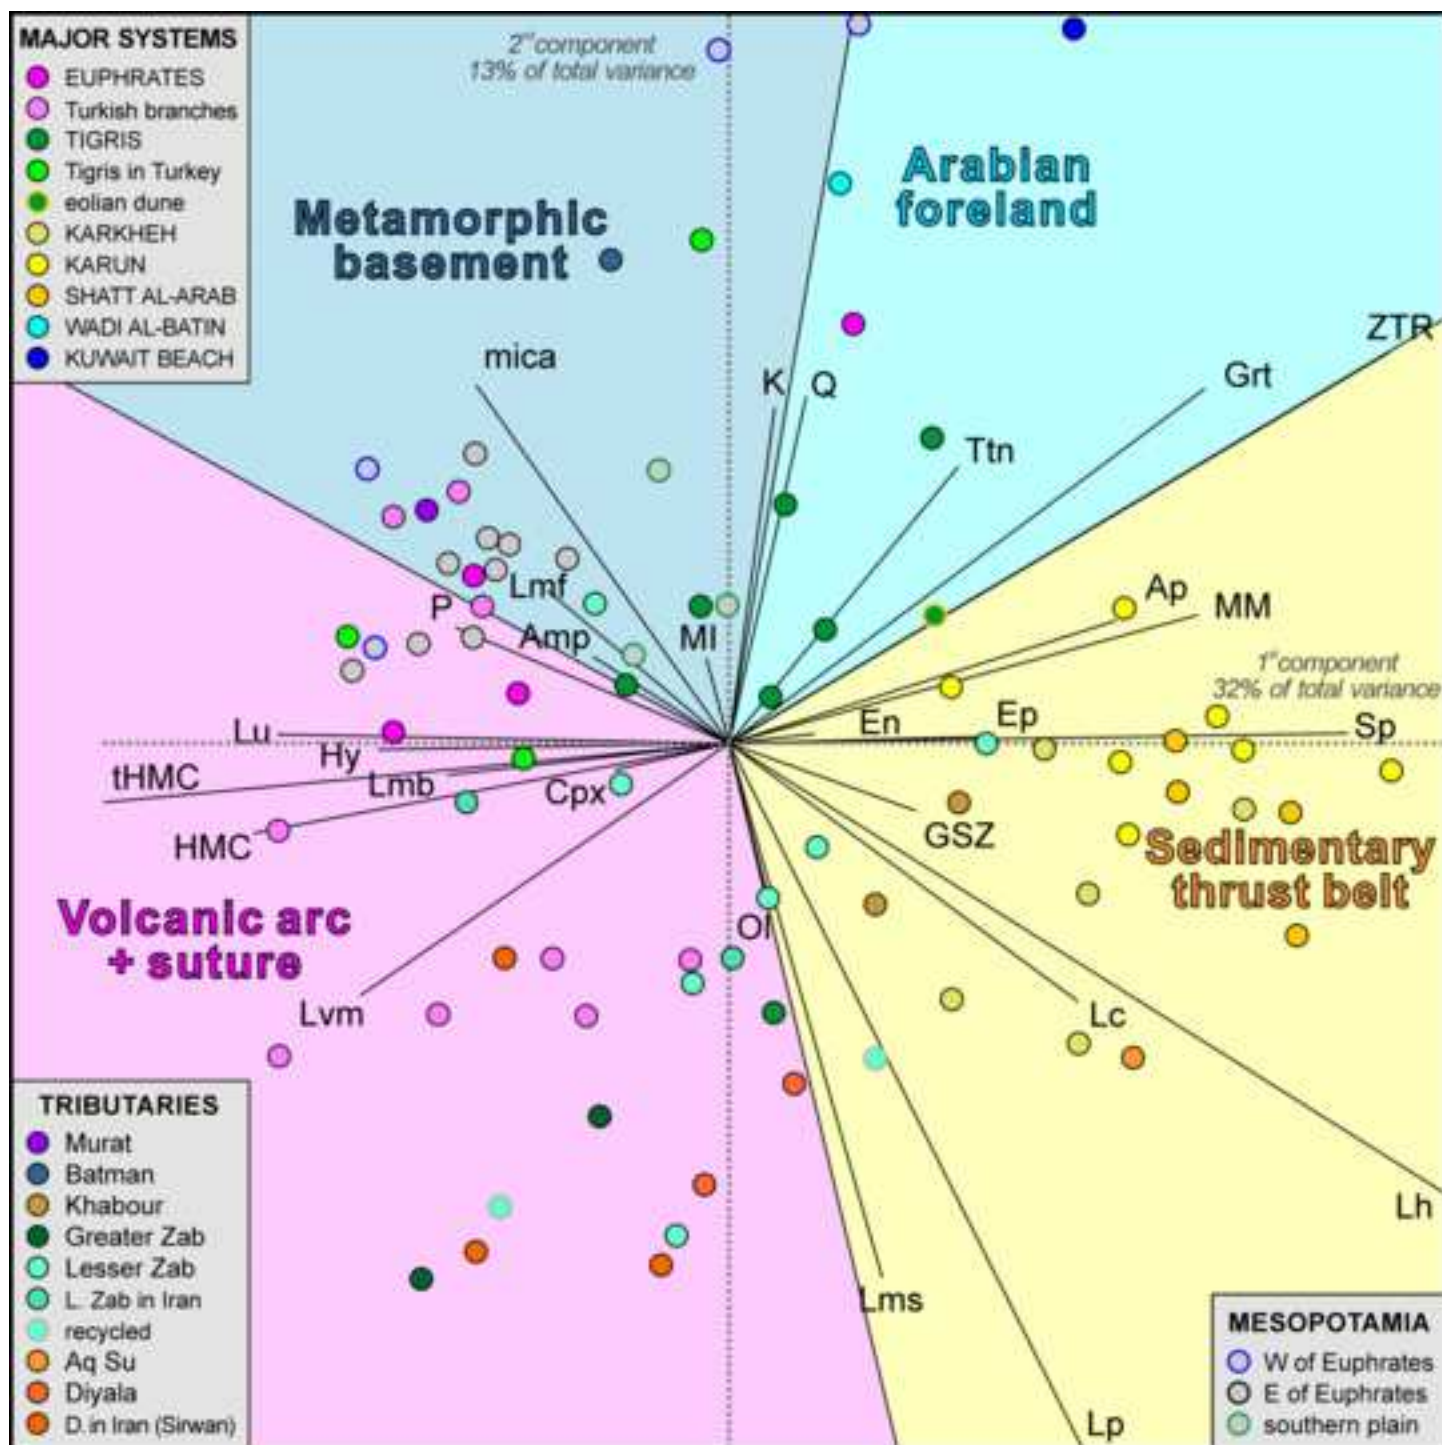 MAJOR SYSTEMS
EUPHRATES
Turkish branches
TIGRIS
Tigris in Turkey
eolian dune
KARKHEH
KARUN
SHATT AL-ARAB
WADI AL-BATIN
KUWAIT BEACH
2st component
13% of total variance
Metamorphic
basement
Arabian
foreland
ZTR
mica
K
Q
Grt
Ttn
Lmf
P
Amp
MI
Ap
MM
1st component
32% of total variance
En
Ep
Sp
Lu
Hy
tHMC
Lmb
Cpx
HMC
GSZ
Sedimentary
thrust belt
Volcanic arc
+ suture
Ol
Lvm
Lc
Lh
Lms
Lp
TRIBUTARIES
Murat
Batman
Khabour
Greater Zab
Lesser Zab
L. Zab in Iran
recycled
Aq Su
Diyala
D. in Iran (Sirwan)
MESOPOTAMIA
W of Euphrates
E of Euphrates
southern plain